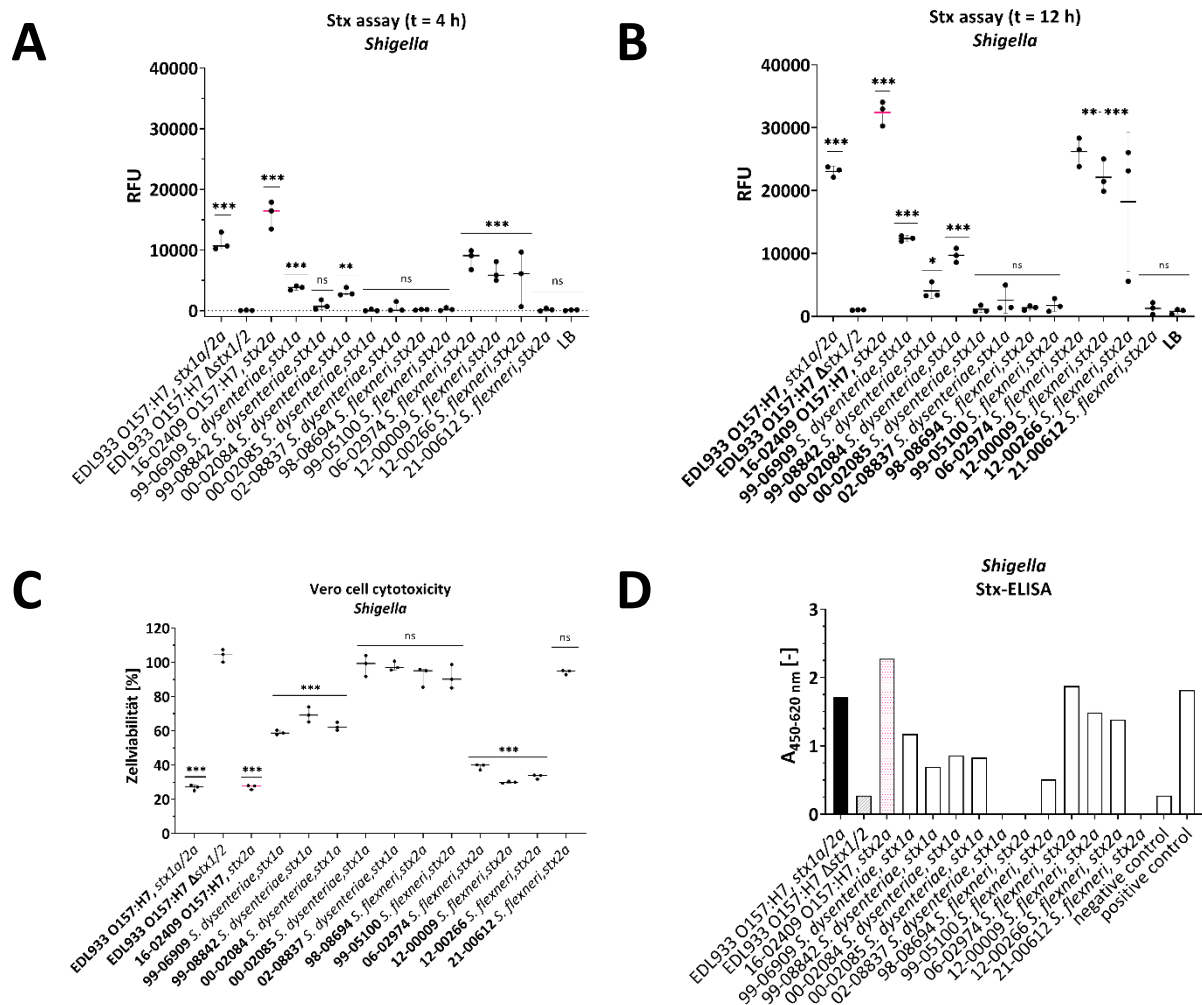 A
Stx assay (t = 4 h)
Shigella
RFU
40000
30000
20000
10000
0
***
***
***
ns
**
ns
***
ns
EDL933 O157:H7, stx1a/2a
EDL933 O157:H7 Δstx1/2
16-02409 O157:H7, stx2a
99-06909 S. dysenteriae,stx1a
99-08842 S. dysenteriae,stx1a
00-02084 S. dysenteriae,stx1a
00-02085 S. dysenteriae,stx1a
02-08837 S. dysenteriae,stx1a
98-08694 S. flexneri,stx2a
99-05100 S. flexneri,stx2a
06-02974 S. flexneri,stx2a
12-00009 S. flexneri,stx2a
12-00266 S. flexneri,stx2a
21-00612 S. flexneri,stx2a
LB
B
Stx assay (t = 12 h)
Shigella
RFU
40000
30000
20000
10000
0
***
***
***
*
***
ns
**-***
ns
EDL933 O157:H7, stx1a/2a
EDL933 O157:H7 Δstx1/2
16-02409 O157:H7, stx2a
99-06909 S. dysenteriae,stx1a
99-08842 S. dysenteriae,stx1a
00-02084 S. dysenteriae,stx1a
00-02085 S. dysenteriae,stx1a
02-08837 S. dysenteriae,stx1a
98-08694 S. flexneri,stx2a
99-05100 S. flexneri,stx2a
06-02974 S. flexneri,stx2a
12-00009 S. flexneri,stx2a
12-00266 S. flexneri,stx2a
21-00612 S. flexneri,stx2a
LB
C
Vero cell cytotoxicity
Shigella
Zellviabilität [%]
120
100
80
60
40
20
0
***
***
***
ns
***
ns
EDL933 O157:H7, stx1a/2a
EDL933 O157:H7 Δstx1/2
16-02409 O157:H7, stx2a
99-06909 S. dysenteriae,stx1a
99-08842 S. dysenteriae,stx1a
00-02084 S. dysenteriae,stx1a
00-02085 S. dysenteriae,stx1a
02-08837 S. dysenteriae,stx1a
98-08694 S. flexneri,stx2a
99-05100 S. flexneri,stx2a
06-02974 S. flexneri,stx2a
12-00009 S. flexneri,stx2a
12-00266 S. flexneri,stx2a
21-00612 S. flexneri,stx2a
D
Shigella
Stx-ELISA
A450-620 nm [-]
3
2
1
0
EDL933 O157:H7, stx1a/2a
EDL933 O157:H7 Δstx1/2
16-02409 O157:H7, stx2a
99-06909 S. dysenteriae, stx1a
99-08842 S. dysenteriae, stx1a
00-02084 S. dysenteriae, stx1a
00-02085 S. dysenteriae, stx1a
02-08837 S. dysenteriae, stx1a
98-08694 S. flexneri, stx2a
99-05100 S. flexneri, stx2a
06-02974 S. flexneri, stx2a
12-00009 S. flexneri, stx2a
12-00266 S. flexneri, stx2a
21-00612 S. flexneri, stx2a
negative control
positive control